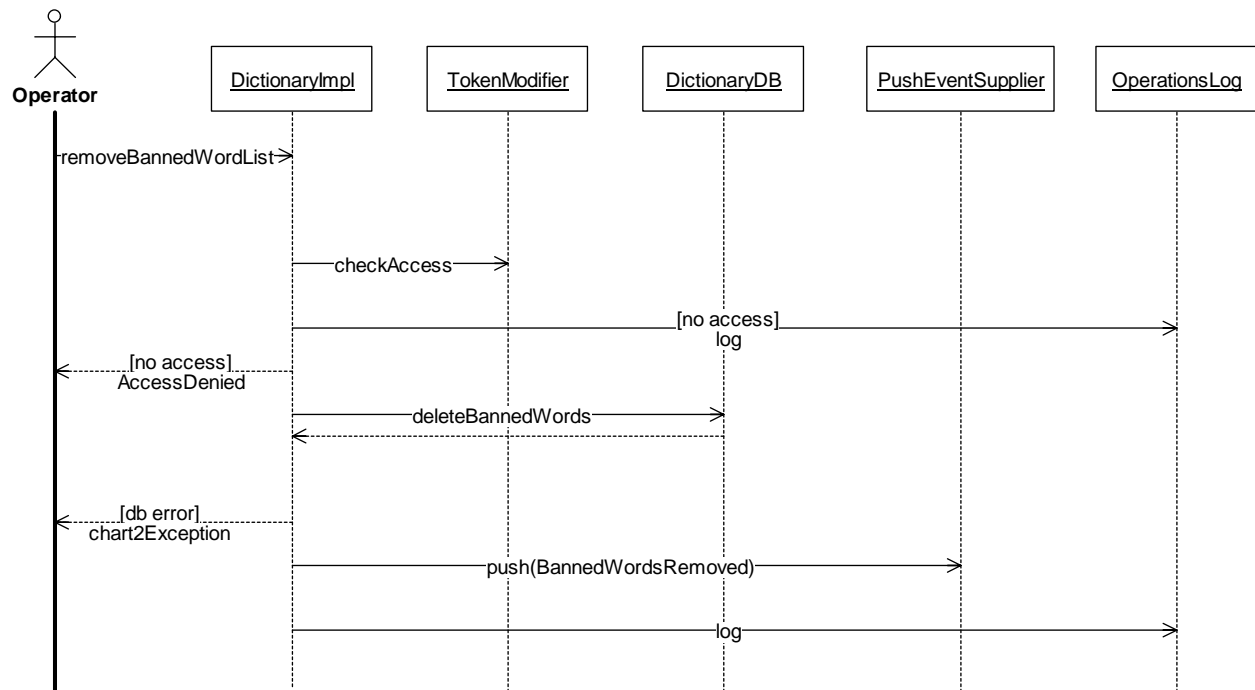 Operator
DictionaryImpl
TokenModifier
DictionaryDB
PushEventSupplier
OperationsLog
removeBannedWordList
checkAccess
[no access]
log
[no access]
AccessDenied
deleteBannedWords
[db error]
chart2Exception
push(BannedWordsRemoved)
log